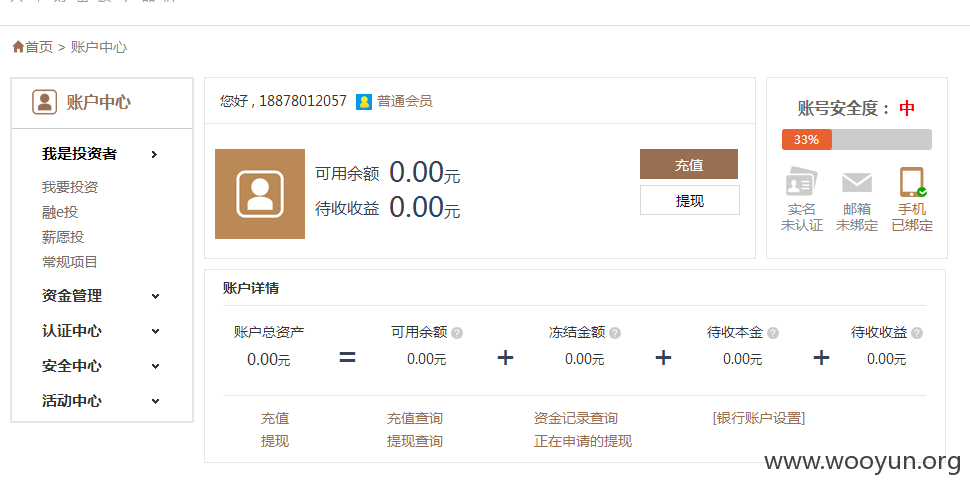 首页 > 账户中心
账户中心
我是投资者
我要投资
融e投
薪愿投
常规项目
资金管理
认证中心
安全中心
活动中心
您好 , 18878012057 普通会员
可用余额 0.00元
待收收益 0.00元
充值
提现
账号安全度： 中
33%
实名 邮箱 手机
未认证 未绑定 已绑定
账户详情
账户总资产 可用余额 ? 冻结金额 ? 待收本金 ? 待收收益 ?
0.00元 = 0.00元 + 0.00元 + 0.00元 + 0.00元
充值 充值查询 资金记录查询 [银行账户设置]
提现 提现查询 正在申请的提现
www.wooyun.org